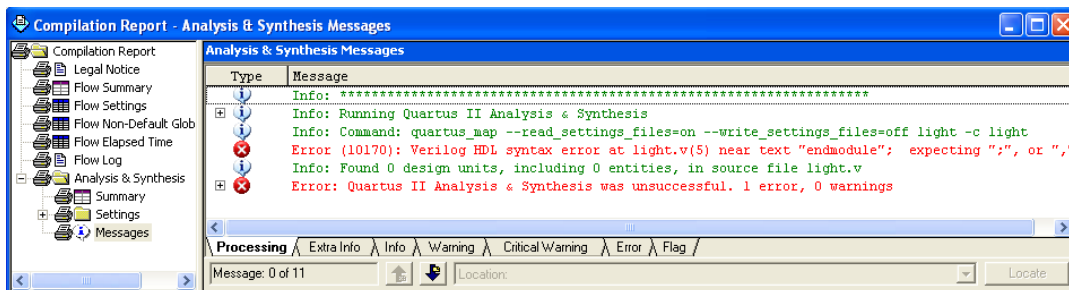 Compilation Report - Analysis & Synthesis Messages
Compilation Report
Legal Notice
Flow Summary
Flow Settings
Flow Non-Default Glob
Flow Elapsed Time
Flow Log
Analysis & Synthesis
Summary
Settings
Messages
Analysis & Synthesis Messages
Type Message
Info: *******************************************************************
Info: Running Quartus II Analysis & Synthesis
Info: Command: quartus_map --read_settings_files=on --write_settings_files=off light -c light
Error (10170): Verilog HDL syntax error at light.v(5) near text "endmodule"; expecting ";", or ","
Info: Found 0 design units, including 0 entities, in source file light.v
Error: Quartus II Analysis & Synthesis was unsuccessful. 1 error, 0 warnings
Processing Extra Info Info Warning Critical Warning Error Flag
Message: 0 of 11 Location: Locate